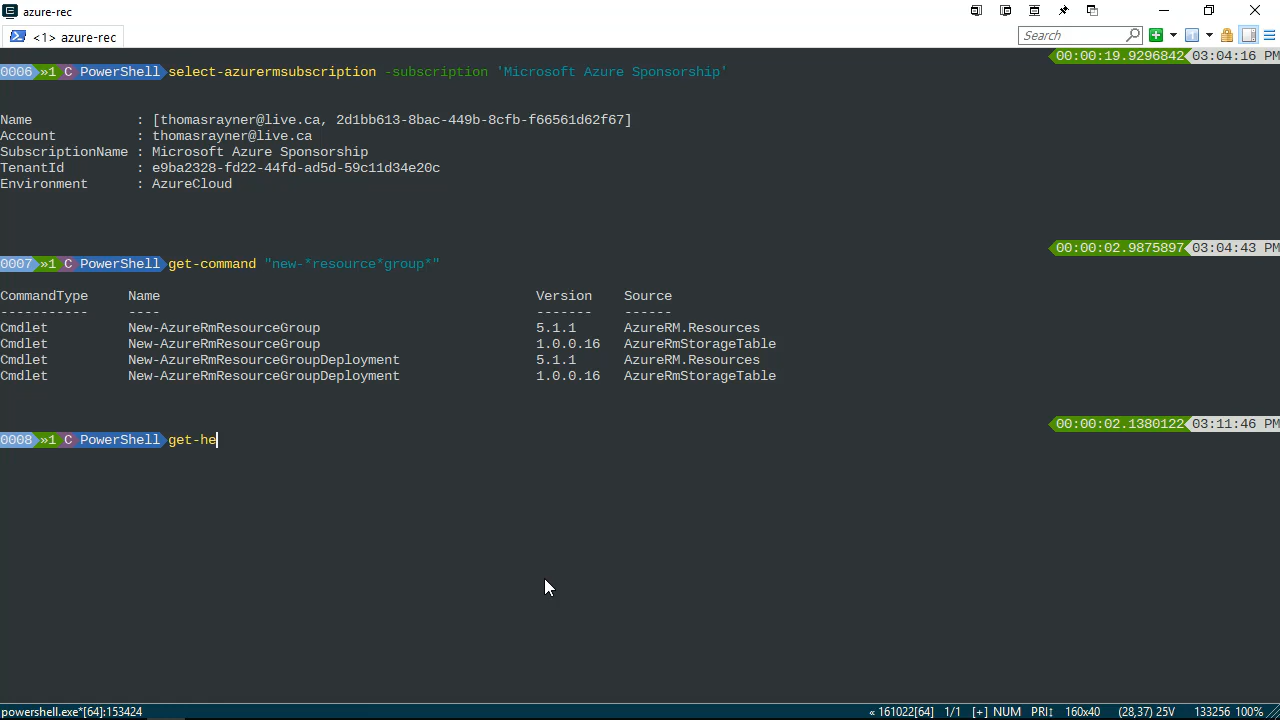 azure-rec
<1> azure-rec
Search
00:00:19.9296842 03:04:16 PM
0006 »1 C PowerShell select-azurermsubscription -subscription 'Microsoft Azure Sponsorship'
Name : [thomasrayner@live.ca, 2d1bb613-8bac-449b-8cfb-f66561d62f67]
Account : thomasrayner@live.ca
SubscriptionName : Microsoft Azure Sponsorship
TenantId : e9ba2328-fd22-44fd-ad5d-59c11d34e20c
Environment : AzureCloud
00:00:02.9875897 03:04:43 PM
0007 »1 C PowerShell get-command "new-*resource*group*"
CommandType Name Version Source
----------- ---- ------- ------
Cmdlet New-AzureRmResourceGroup 5.1.1 AzureRM.Resources
Cmdlet New-AzureRmResourceGroup 1.0.0.16 AzureRmStorageTable
Cmdlet New-AzureRmResourceGroupDeployment 5.1.1 AzureRM.Resources
Cmdlet New-AzureRmResourceGroupDeployment 1.0.0.16 AzureRmStorageTable
00:00:02.1380122 03:11:46 PM
0008 »1 C PowerShell get-he
powershell.exe*[64]:153424 « 161022[64] 1/1 [+] NUM PRI↕ 160x40 (28,37) 25V 133256 100%